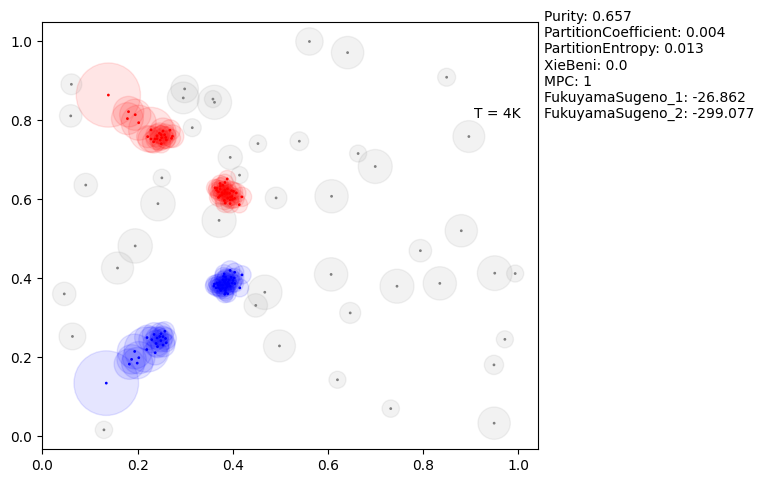 Purity: 0.657
PartitionCoefficient: 0.004
PartitionEntropy: 0.013
XieBeni: 0.0
MPC: 1
FukuyamaSugeno_1: -26.862
FukuyamaSugeno_2: -299.077
T = 4K
1.0
0.8
0.6
0.4
0.2
0.0
0.0 0.2 0.4 0.6 0.8 1.0